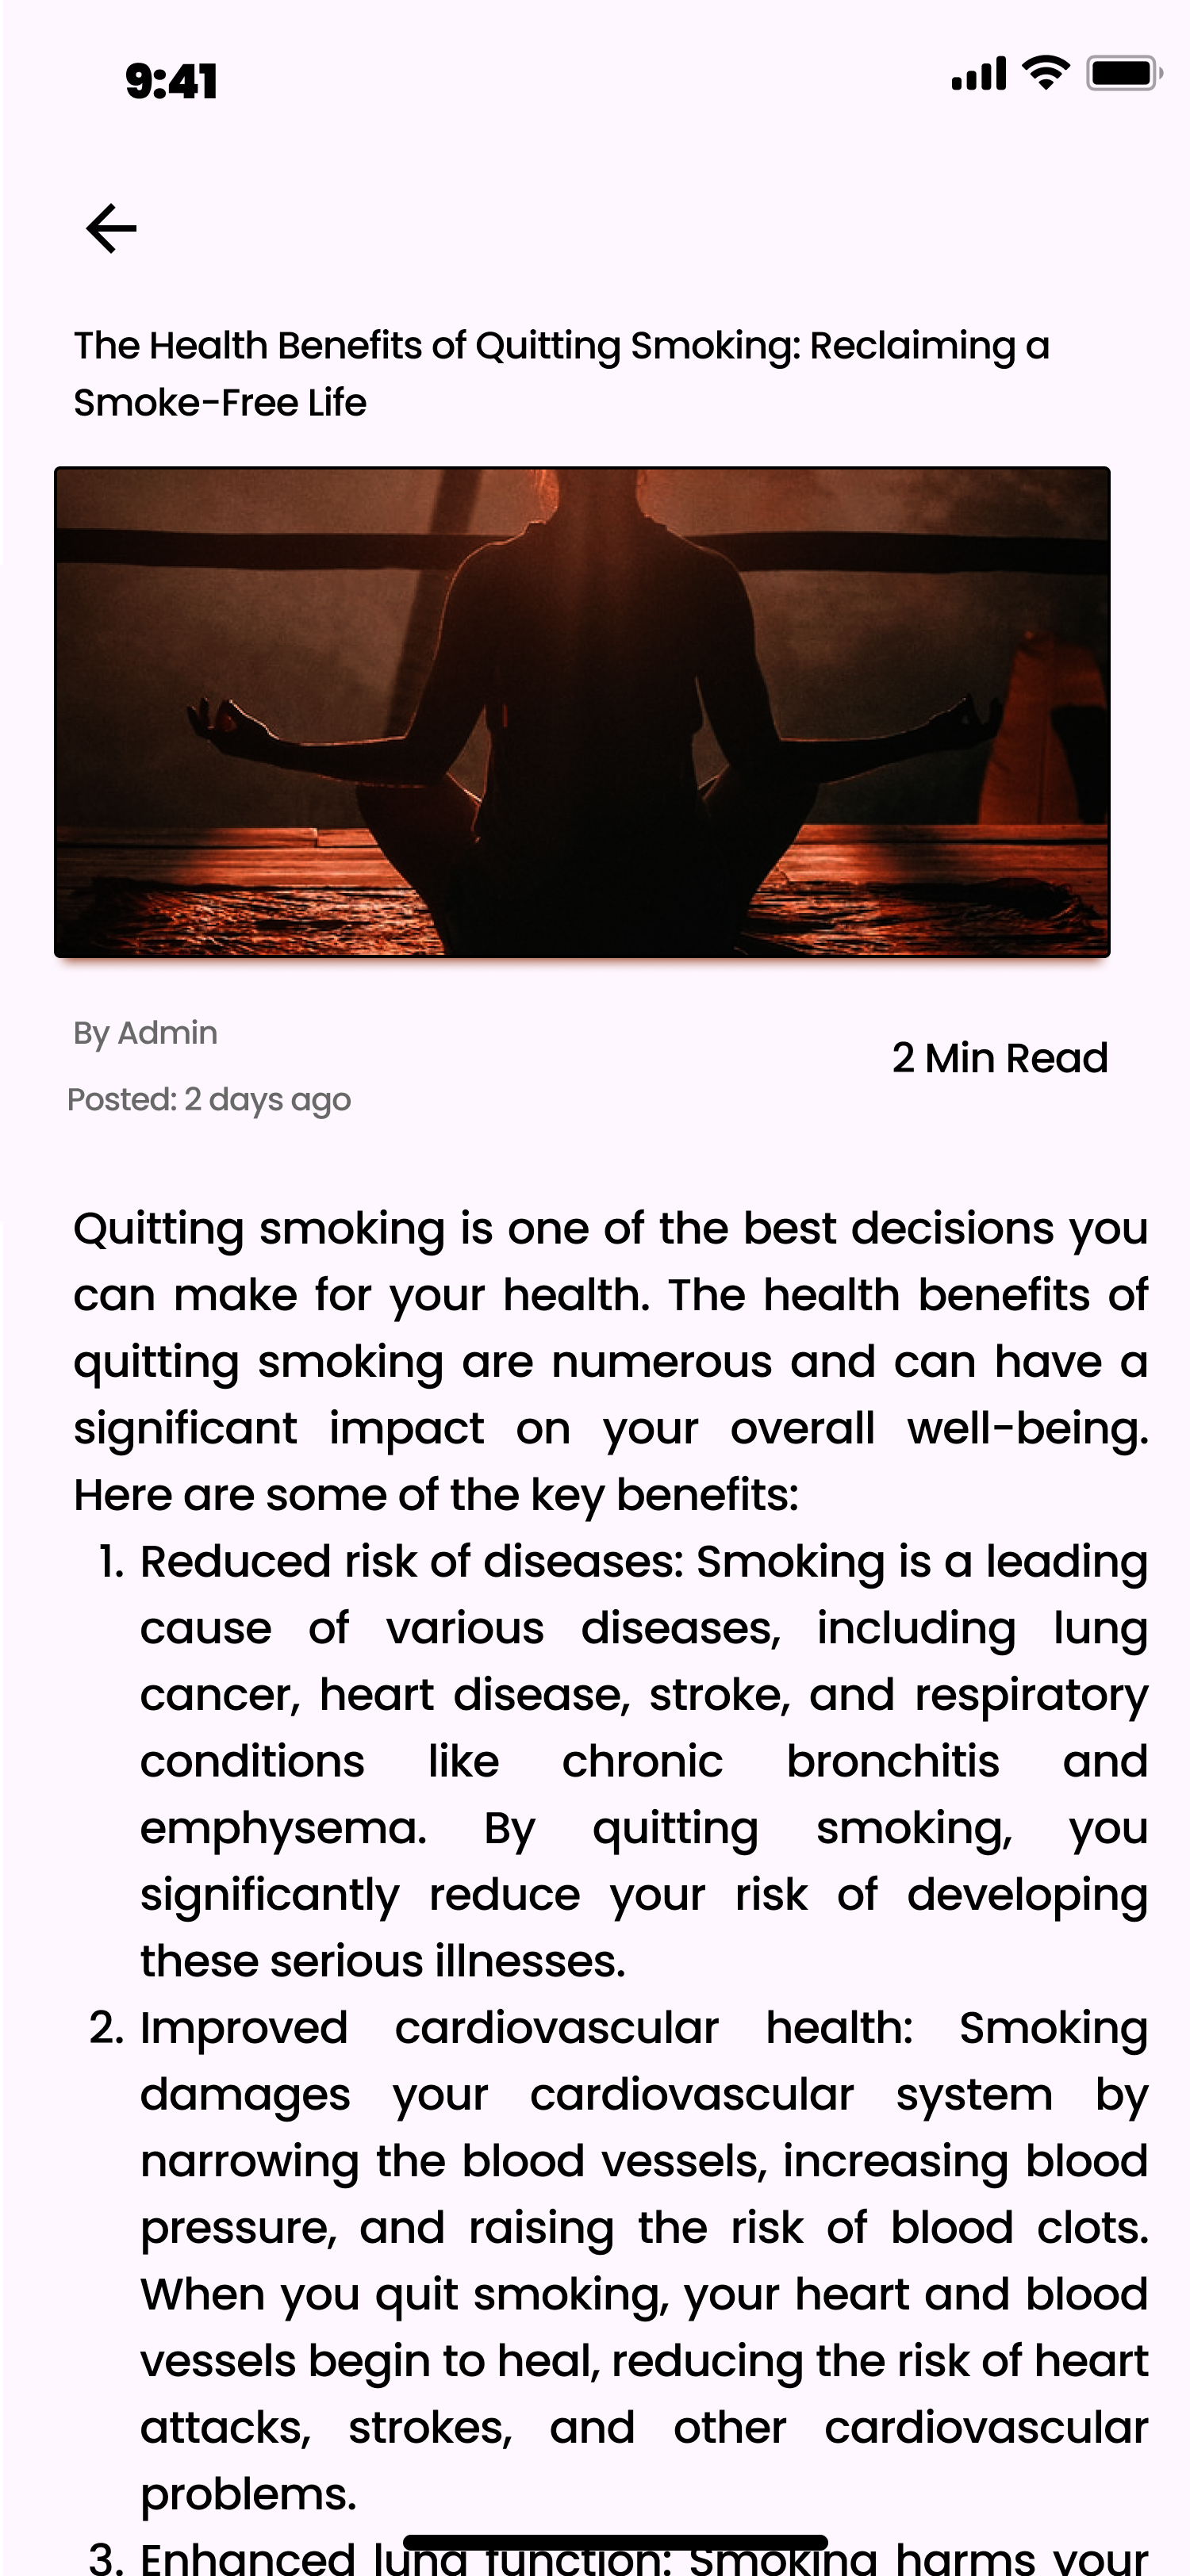 9:41
The Health Benefits of Quitting Smoking: Reclaiming a
Smoke-Free Life
By Admin
2 Min Read
Posted: 2 days ago
Quitting smoking is one of the best decisions you
can make for your health. The health benefits of
quitting smoking are numerous and can have a
significant impact on your overall well-being.
Here are some of the key benefits:
1. Reduced risk of diseases: Smoking is a leading
cause of various diseases, including lung
cancer, heart disease, stroke, and respiratory
conditions like chronic bronchitis and
emphysema. By quitting smoking, you
significantly reduce your risk of developing
these serious illnesses.
2. Improved cardiovascular health: Smoking
damages your cardiovascular system by
narrowing the blood vessels, increasing blood
pressure, and raising the risk of blood clots.
When you quit smoking, your heart and blood
vessels begin to heal, reducing the risk of heart
attacks, strokes, and other cardiovascular
problems.
3. Enhanced lung function: Smoking harms your